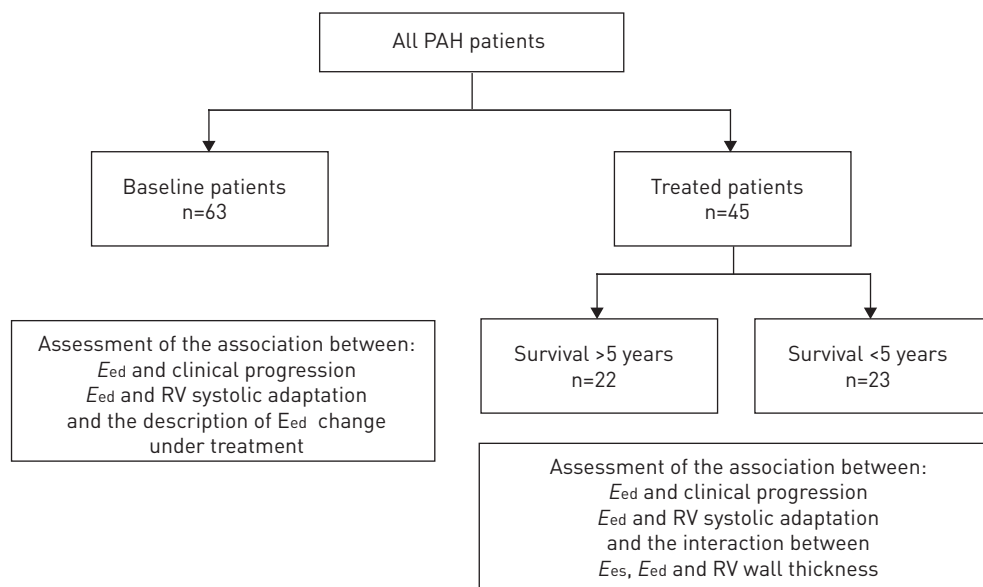 All PAH patients
Baseline patients
n=63
Treated patients
n=45
Assessment of the association between:
Eed and clinical progression
Eed and RV systolic adaptation
and the description of Eed change
under treatment
Survival >5 years
n=22
Survival <5 years
n=23
Assessment of the association between:
Eed and clinical progression
Eed and RV systolic adaptation
and the interaction between
Ees, Eed and RV wall thickness